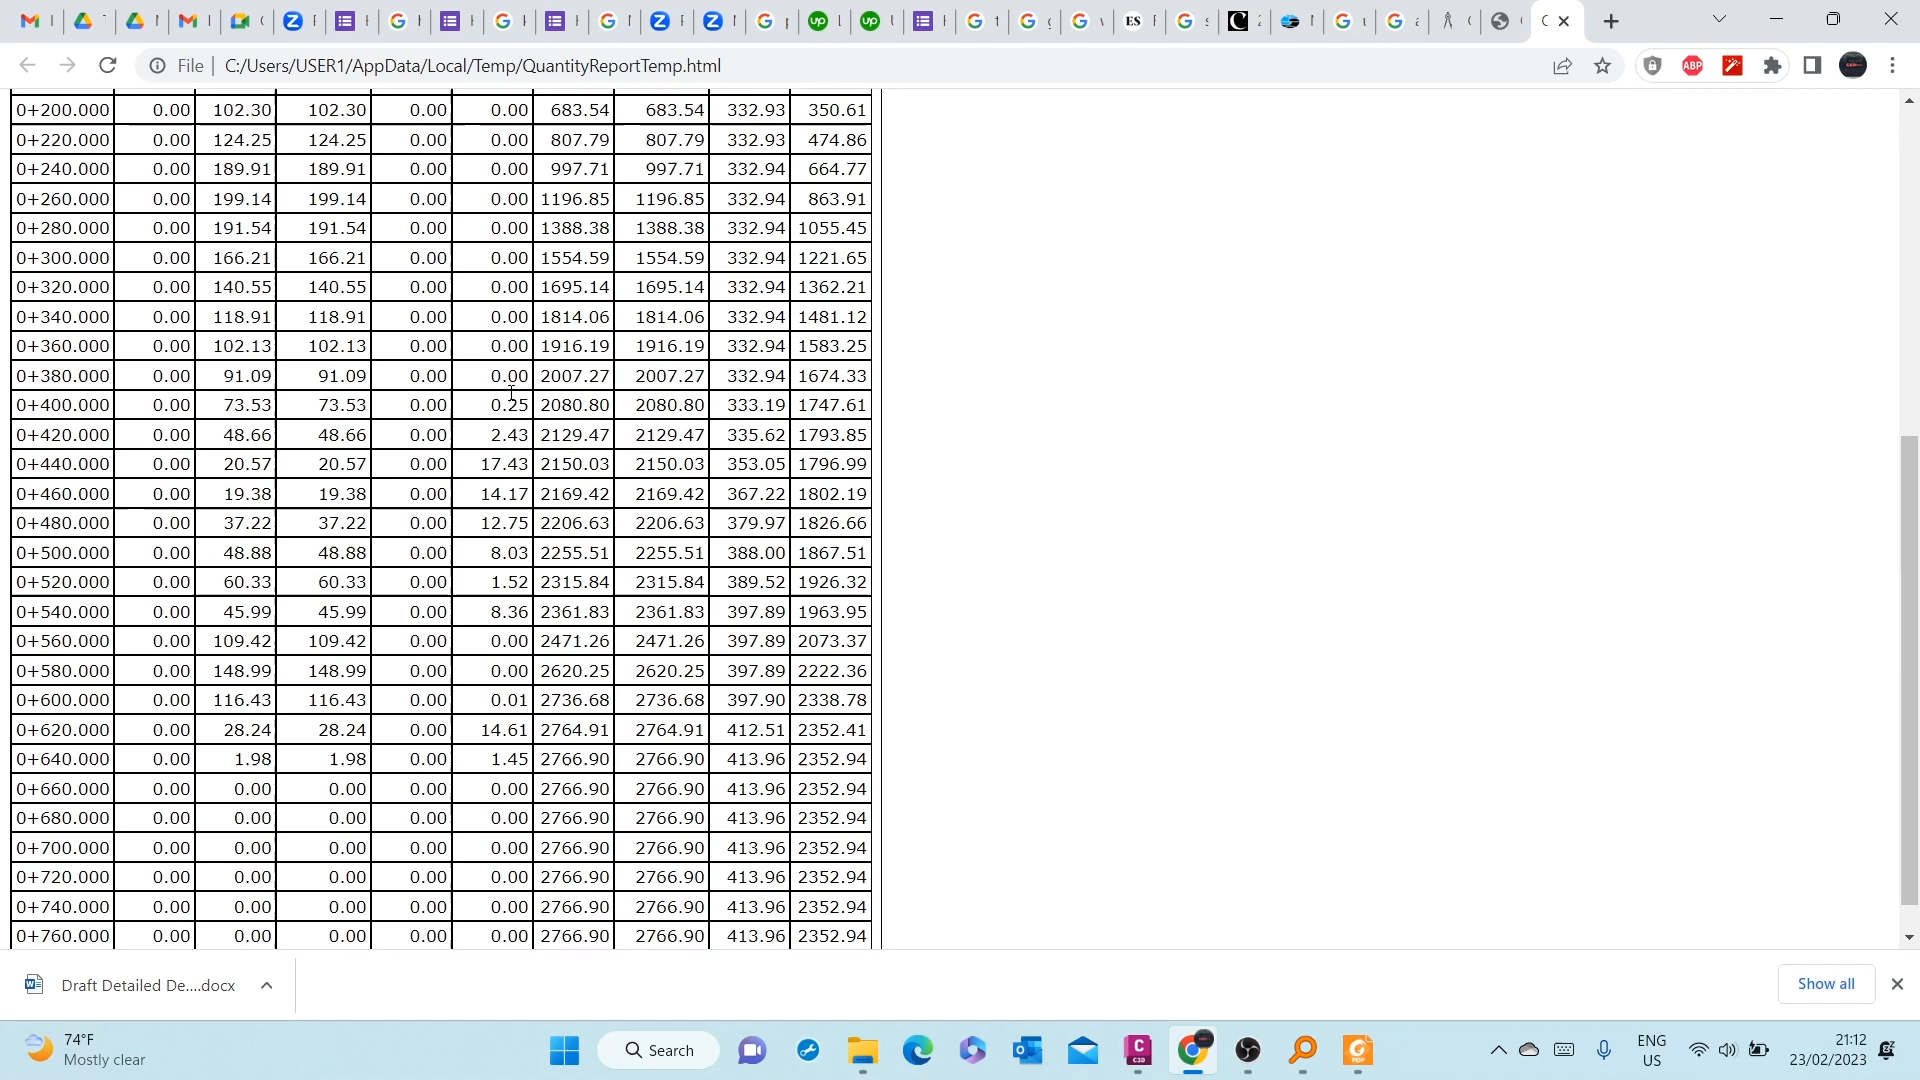 File C:/Users/USER1/AppData/Local/Temp/QuantityReportTemp.html
ABP
0+200.000 0.00 102.30 102.30 0.00 0.00 683.54 683.54 332.93 350.61
0+220.000 0.00 124.25 124.25 0.00 0.00 807.79 807.79 332.93 474.86
0+240.000 0.00 189.91 189.91 0.00 0.00 997.71 997.71 332.94 664.77
0+260.000 0.00 199.14 199.14 0.00 0.00 1196.85 1196.85 332.94 863.91
0+280.000 0.00 191.54 191.54 0.00 0.00 1388.38 1388.38 332.94 1055.45
0+300.000 0.00 166.21 166.21 0.00 0.00 1554.59 1554.59 332.94 1221.65
0+320.000 0.00 140.55 140.55 0.00 0.00 1695.14 1695.14 332.94 1362.21
0+340.000 0.00 118.91 118.91 0.00 0.00 1814.06 1814.06 332.94 1481.12
0+360.000 0.00 102.13 102.13 0.00 0.00 1916.19 1916.19 332.94 1583.25
0+380.000 0.00 91.09 91.09 0.00 0.00 2007.27 2007.27 332.94 1674.33
0+400.000 0.00 73.53 73.53 0.00 0.25 2080.80 2080.80 333.19 1747.61
0+420.000 0.00 48.66 48.66 0.00 2.43 2129.47 2129.47 335.62 1793.85
0+440.000 0.00 20.57 20.57 0.00 17.43 2150.03 2150.03 353.05 1796.99
0+460.000 0.00 19.38 19.38 0.00 14.17 2169.42 2169.42 367.22 1802.19
0+480.000 0.00 37.22 37.22 0.00 12.75 2206.63 2206.63 379.97 1826.66
0+500.000 0.00 48.88 48.88 0.00 8.03 2255.51 2255.51 388.00 1867.51
0+520.000 0.00 60.33 60.33 0.00 1.52 2315.84 2315.84 389.52 1926.32
0+540.000 0.00 45.99 45.99 0.00 8.36 2361.83 2361.83 397.89 1963.95
0+560.000 0.00 109.42 109.42 0.00 0.00 2471.26 2471.26 397.89 2073.37
0+580.000 0.00 148.99 148.99 0.00 0.00 2620.25 2620.25 397.89 2222.36
0+600.000 0.00 116.43 116.43 0.00 0.01 2736.68 2736.68 397.90 2338.78
0+620.000 0.00 28.24 28.24 0.00 14.61 2764.91 2764.91 412.51 2352.41
0+640.000 0.00 1.98 1.98 0.00 1.45 2766.90 2766.90 413.96 2352.94
0+660.000 0.00 0.00 0.00 0.00 0.00 2766.90 2766.90 413.96 2352.94
0+680.000 0.00 0.00 0.00 0.00 0.00 2766.90 2766.90 413.96 2352.94
0+700.000 0.00 0.00 0.00 0.00 0.00 2766.90 2766.90 413.96 2352.94
0+720.000 0.00 0.00 0.00 0.00 0.00 2766.90 2766.90 413.96 2352.94
0+740.000 0.00 0.00 0.00 0.00 0.00 2766.90 2766.90 413.96 2352.94
0+760.000 0.00 0.00 0.00 0.00 0.00 2766.90 2766.90 413.96 2352.94
Draft Detailed De....docx
Show all
74°F
Mostly clear
Search
ENG
US
21:12
23/02/2023